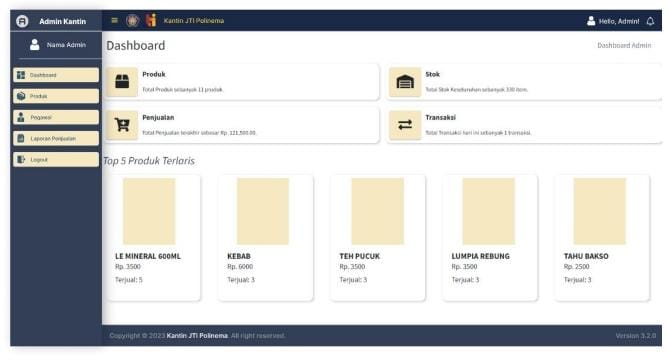 Admin Kantin
Kantin JTI Polinema
Hello, Admin!
Nama Admin
Dashboard
Produk
Pegawai
Laporan Penjualan
Logout
Dashboard
Dashboard Admin
Produk
Total Produk sebanyak 11 produk.
Stok
Total Stok Keseluruhan sebanyak 330 item.
Penjualan
Total Penjualan terakhir sebesar Rp. 121,500.00.
Transaksi
Total Transaksi hari ini sebanyak 1 transaksi.
Top 5 Produk Terlaris
LE MINERAL 600ML
Rp. 3500
Terjual: 5
KEBAB
Rp. 6000
Terjual: 3
TEH PUCUK
Rp. 3500
Terjual: 3
LUMPIA REBUNG
Rp. 3500
Terjual: 3
TAHU BAKSO
Rp. 2500
Terjual: 3
Copyright © 2023 Kantin JTI Polinema. All right reserved.
Version 3.2.0